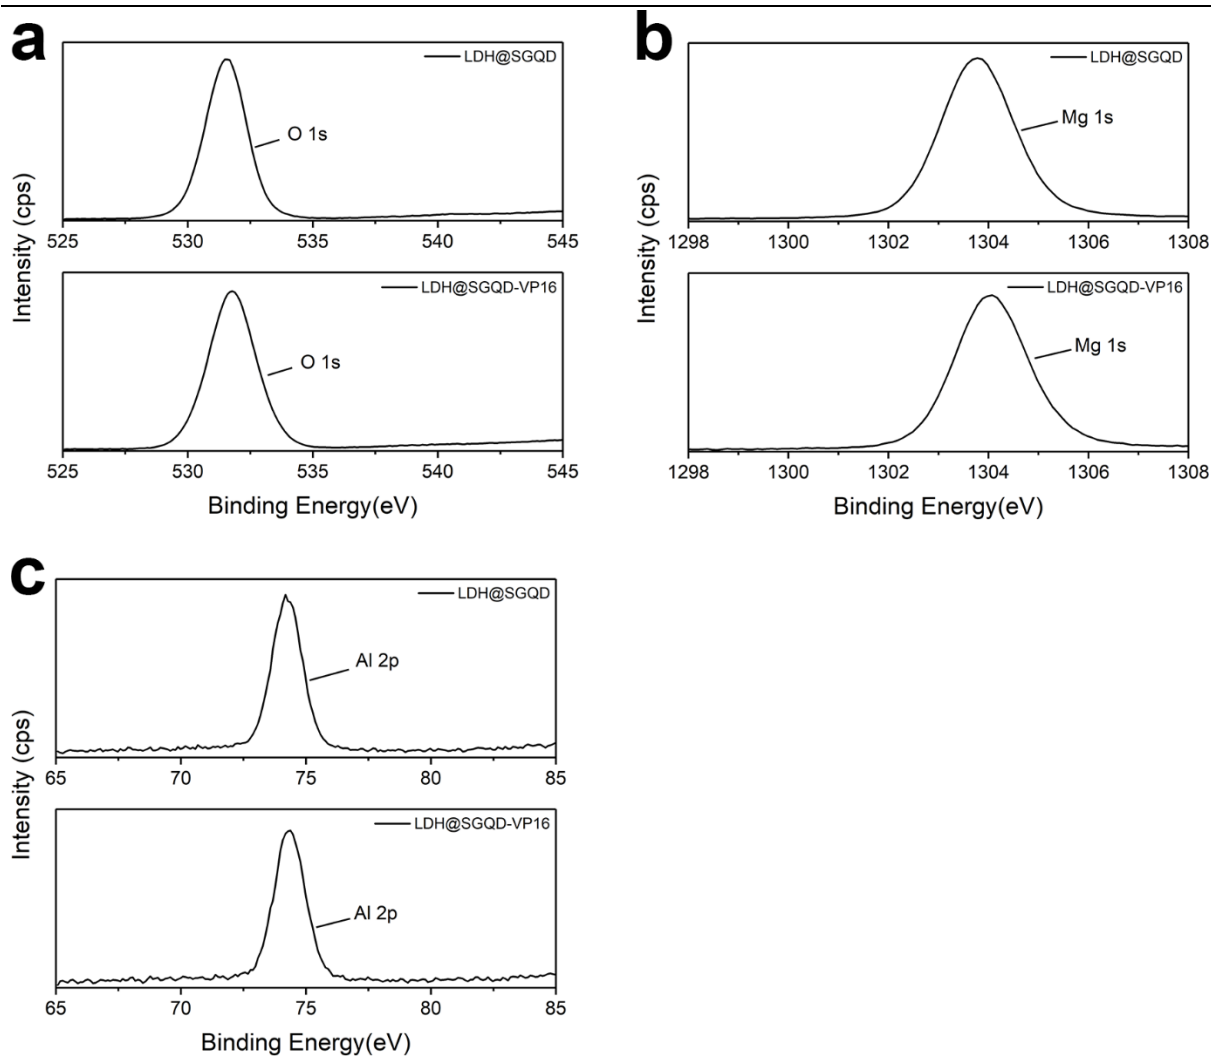 a
LDH@SGQD
O 1s
525 530 535 540 545
LDH@SGQD-VP16
O 1s
525 530 535 540 545
Intensity (cps)
Binding Energy(eV)
b
LDH@SGQD
Mg 1s
1298 1300 1302 1304 1306 1308
LDH@SGQD-VP16
Mg 1s
1298 1300 1302 1304 1306 1308
Intensity (cps)
Binding Energy(eV)
c
LDH@SGQD
Al 2p
65 70 75 80 85
LDH@SGQD-VP16
Al 2p
65 70 75 80 85
Intensity (cps)
Binding Energy(eV)